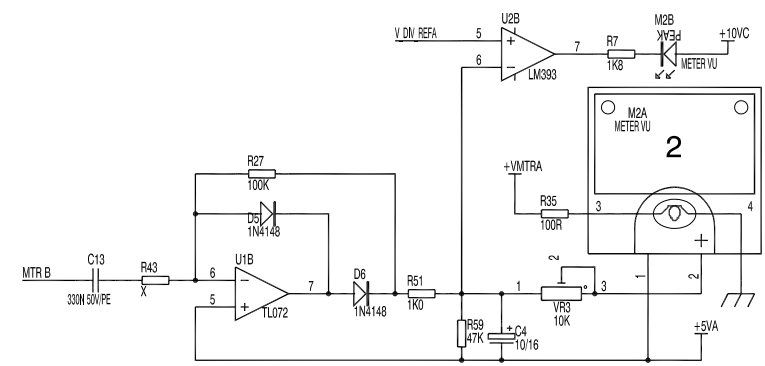 U2B
V_DIV_REFA
5
+
6
−
7
LM393
R7
1K8
M2B
PEAK
METER VU
+10VC
M2A
METER VU
2
+VMTRA
R35
100R
3
4
+
1
2
R27
100K
D5
1N4148
U1B
MTR B
C13
330N 50V/PE
R43
X
6
−
5
+
7
TL072
D6
1N4148
R51
1K0
R59
47K
+
C4
10/16
1
2
3
VR3
10K
+5VA